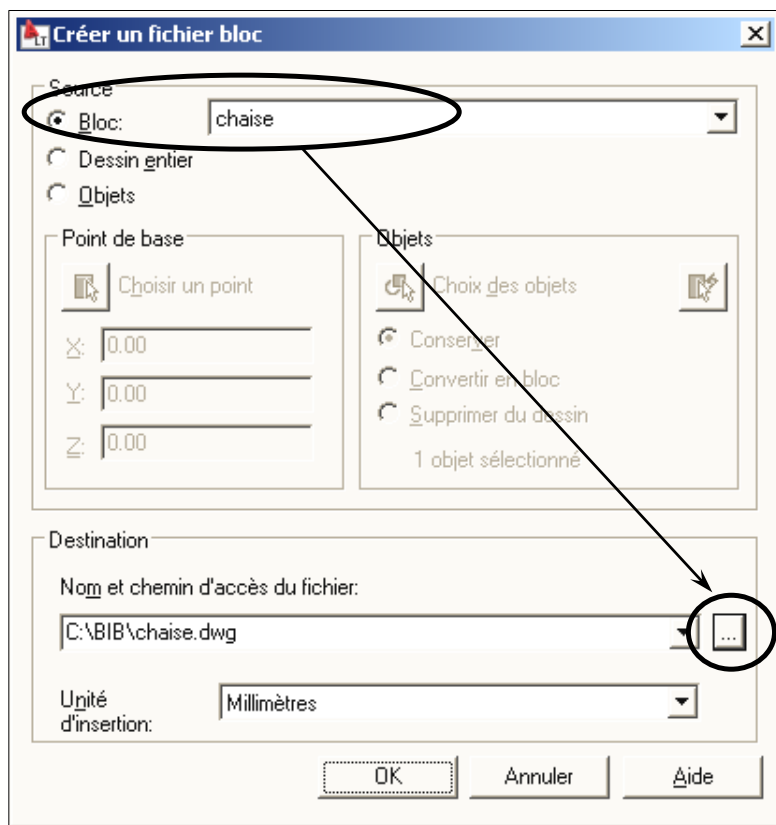 LT Créer un fichier bloc
Source
Bloc: chaise
Dessin entier
Objets
Point de base
Choisir un point
X: 0.00
Y: 0.00
Z: 0.00
Objets
Choix des objets
Conserver
Convertir en bloc
Supprimer du dessin
1 objet sélectionné
Destination
Nom et chemin d'accès du fichier:
C:\BIB\chaise.dwg ...
Unité
d'insertion:
Millimètres
OK Annuler Aide